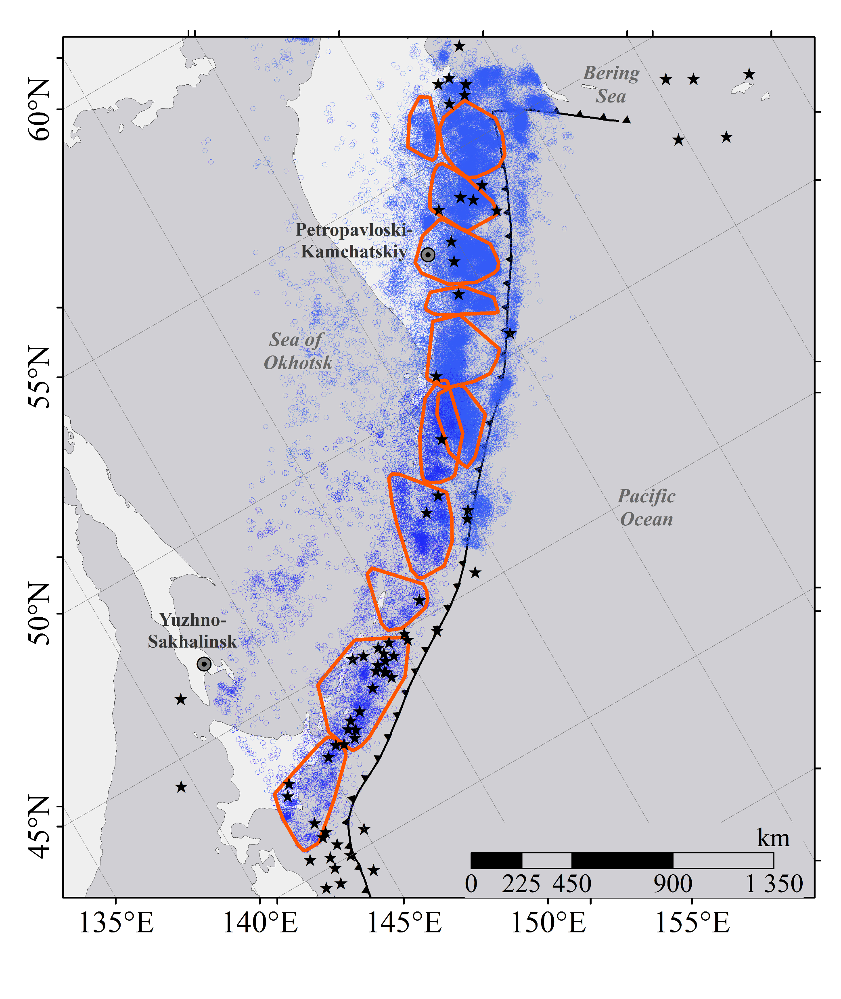 Bering
Sea
60°N
Petropavloski-
Kamchatskiy
Sea of
Okhotsk
55°N
Pacific
Ocean
50°N
Yuzhno-
Sakhalinsk
45°N
km
0 225 450 900 1 350
135°E 140°E 145°E 150°E 155°E